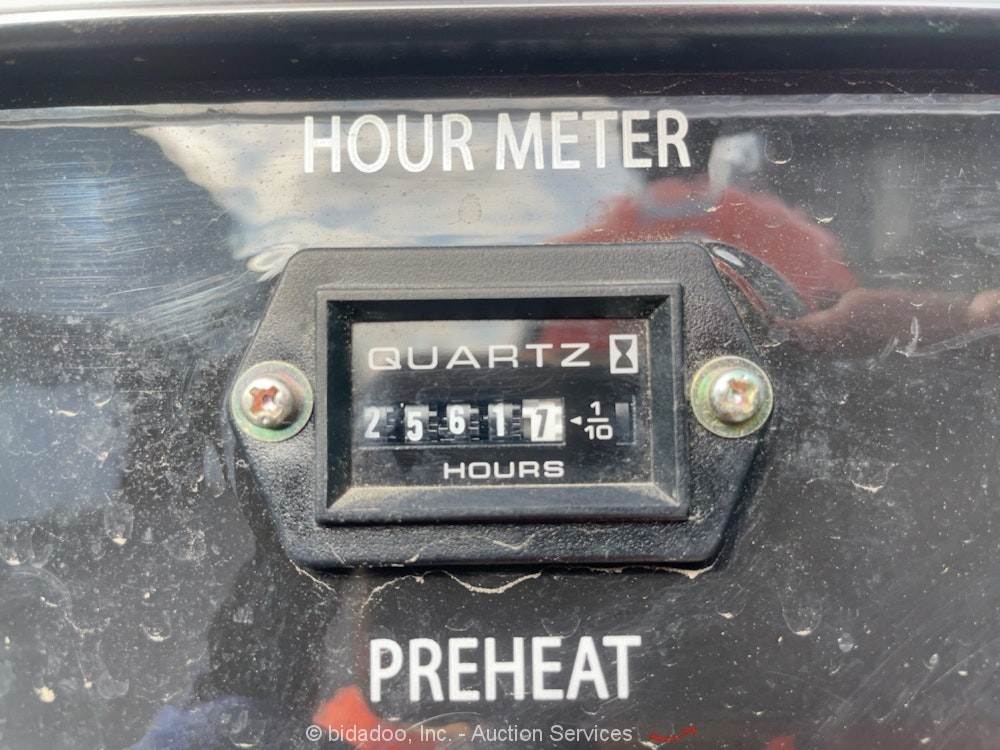 HOUR METER
QUARTZ
25617 ◄ 1/10
HOURS
PREHEAT
© bidadoo, Inc. - Auction Services